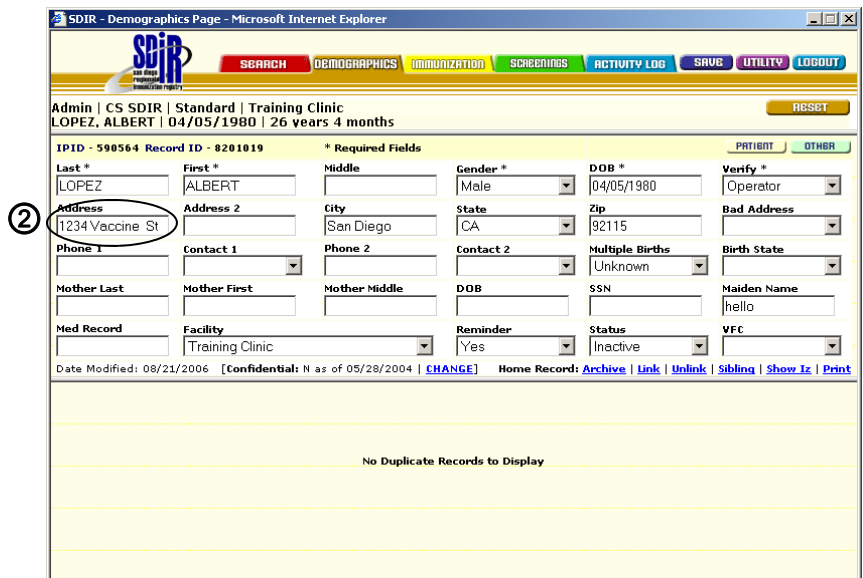 SDIR - Demographics Page - Microsoft Internet Explorer
SDIR
san diego
regional
immunization registry
SEARCH DEMOGRAPHICS IMMUNIZATION SCREENINGS ACTIVITY LOG SAVE UTILITY LOGOUT
Admin | CS SDIR | Standard | Training Clinic
LOPEZ, ALBERT | 04/05/1980 | 26 years 4 months
RESET
IPID - 590564 Record ID - 8201019 * Required Fields PATIENT OTHER
Last * First * Middle Gender * DOB * Verify *
LOPEZ ALBERT Male 04/05/1980 Operator
2
Address Address 2 City State Zip Bad Address
1234 Vaccine St San Diego CA 92115
Phone 1 Contact 1 Phone 2 Contact 2 Multiple Births Birth State
Unknown
Mother Last Mother First Mother Middle DOB SSN Maiden Name
hello
Med Record Facility Reminder Status VFC
Training Clinic Yes Inactive
Date Modified: 08/21/2006 [Confidential: N as of 05/28/2004 | CHANGE] Home Record: Archive | Link | Unlink | Sibling | Show Iz | Print
No Duplicate Records to Display